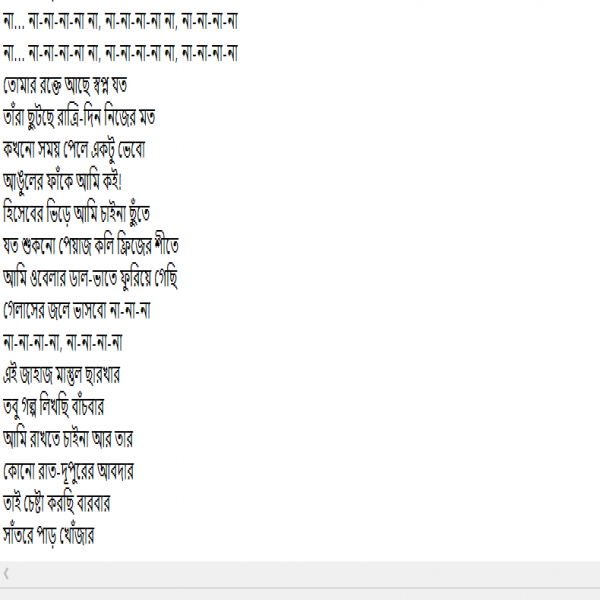 না... না-না-না-না না, না-না-না-না না, না-না-না-না
না... না-না-না-না না, না-না-না-না না, না-না-না-না
তোমার রক্তে আছে স্বপ্ন যত
তাঁরা ছুটছে রাত্রি-দিন নিজের মত
কখনো সময় পেলে একটু ভেবো
আঙুলের ফাঁকে আমি কই!
হিসেবের ভিড়ে আমি চাইনা ছুঁতে
যত শুকনো পেয়াজ কলি ফ্রিজের শীতে
আমি ওবেলার ডাল-ভাতে ফুরিয়ে গেছি
গেলাসের জলে ভাসবো না-না-না
না-না-না-না, না-না-না-না
এই জাহাজ মাস্তুল ছারখার
তবু গল্প লিখছি বাঁচবার
আমি রাখতে চাইনা আর তার
কোনো রাত-দুপুরের আবদার
তাই চেষ্টা করছি বারবার
সাঁতরে পাড় খোঁজার